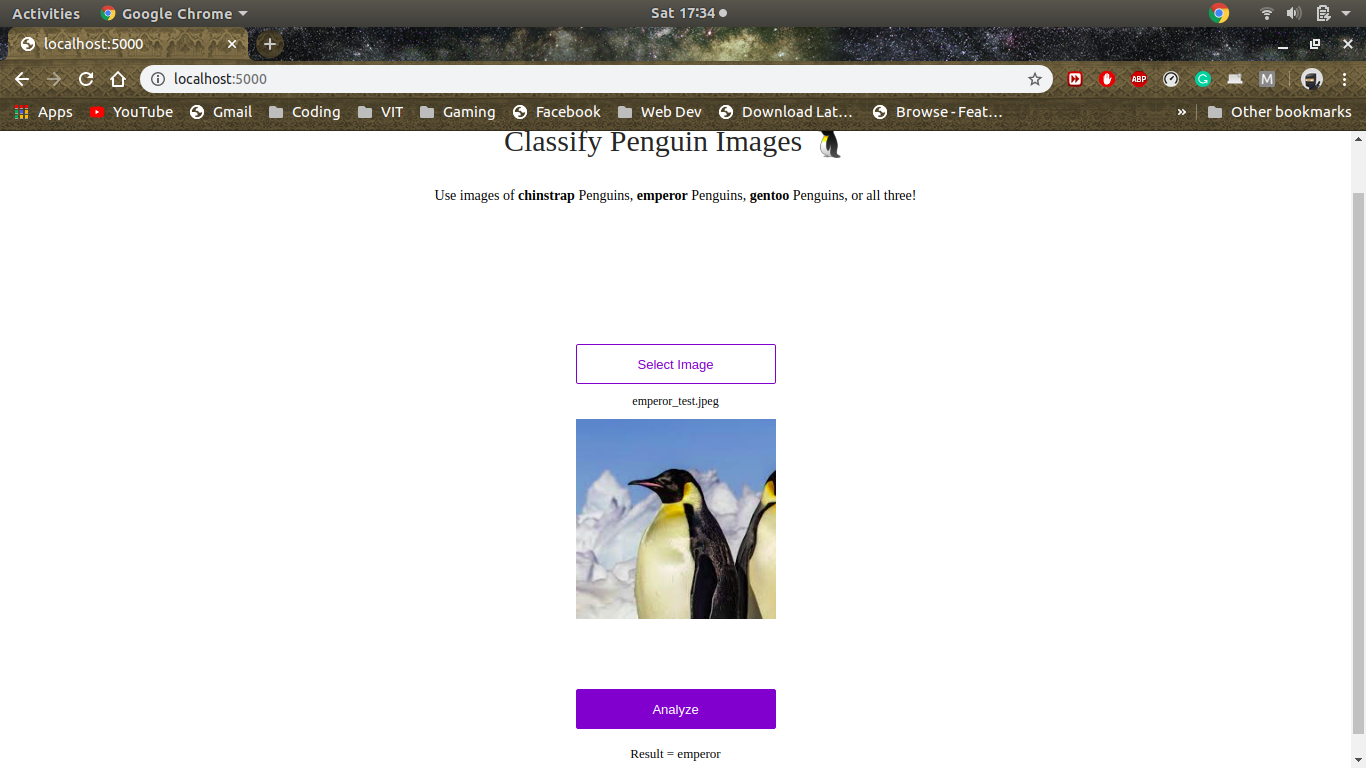 Activities Google Chrome Sat 17:34
localhost:5000
localhost:5000
Apps YouTube Gmail Coding VIT Gaming Facebook Web Dev Download Lat… Browse - Feat… » Other bookmarks
ABP G M
Classify Penguin Images
Use images of chinstrap Penguins, emperor Penguins, gentoo Penguins, or all three!
Select Image
emperor_test.jpeg
Analyze
Result = emperor